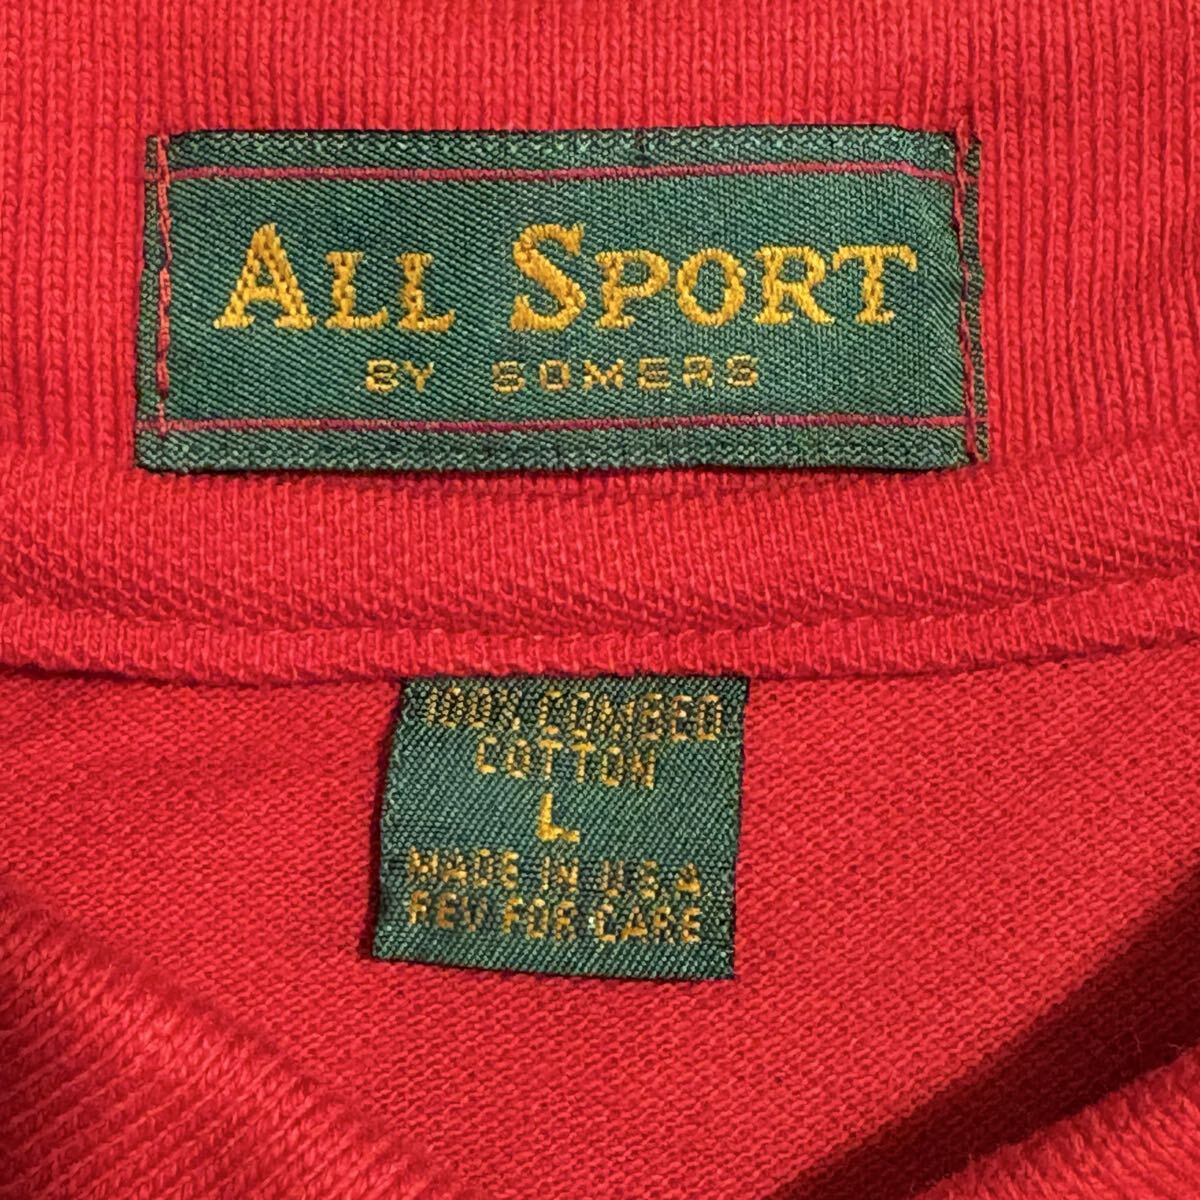 ALL SPORT
BY SOMERS
100% COMBED
COTTON
L
MADE IN U.S.A
REV FOR CARE